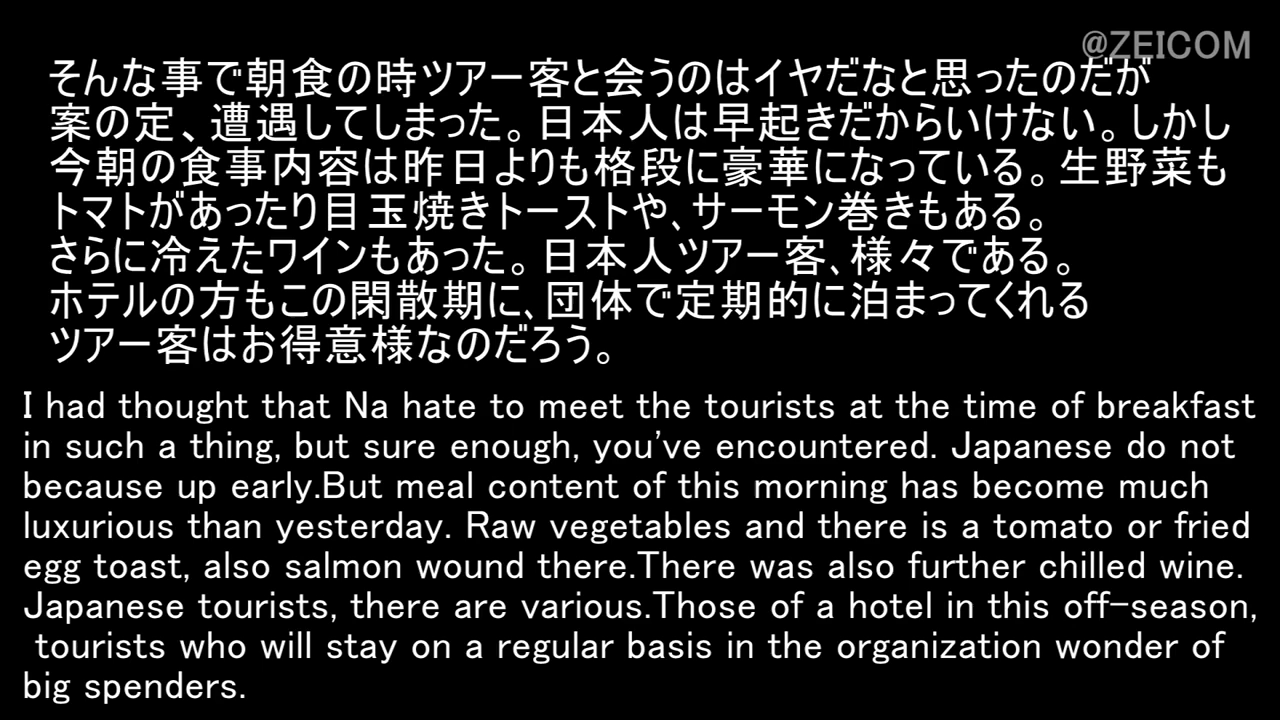 @ZEICOM
そんな事で朝食の時ツアー客と会うのはイヤだなと思ったのだが
案の定、遭遇してしまった。日本人は早起きだからいけない。しかし
今朝の食事内容は昨日よりも格段に豪華になっている。生野菜も
トマトがあったり目玉焼きトーストや、サーモン巻きもある。
さらに冷えたワインもあった。日本人ツアー客、様々である。
ホテルの方もこの閑散期に、団体で定期的に泊まってくれる
ツアー客はお得意様なのだろう。
I had thought that Na hate to meet the tourists at the time of breakfast
in such a thing, but sure enough, you've encountered. Japanese do not
because up early.But meal content of this morning has become much
luxurious than yesterday. Raw vegetables and there is a tomato or fried
egg toast, also salmon wound there.There was also further chilled wine.
Japanese tourists, there are various.Those of a hotel in this off-season,
tourists who will stay on a regular basis in the organization wonder of
big spenders.